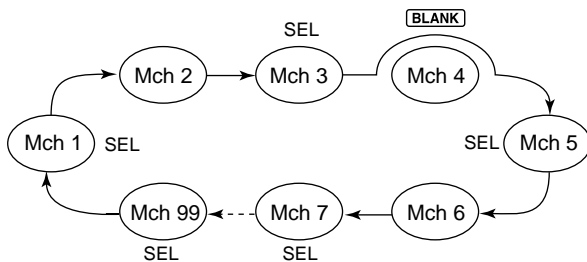 BLANK
SEL
Mch 2
Mch 3
Mch 4
Mch 1
SEL
SEL
Mch 5
Mch 99
Mch 7
Mch 6
SEL
SEL